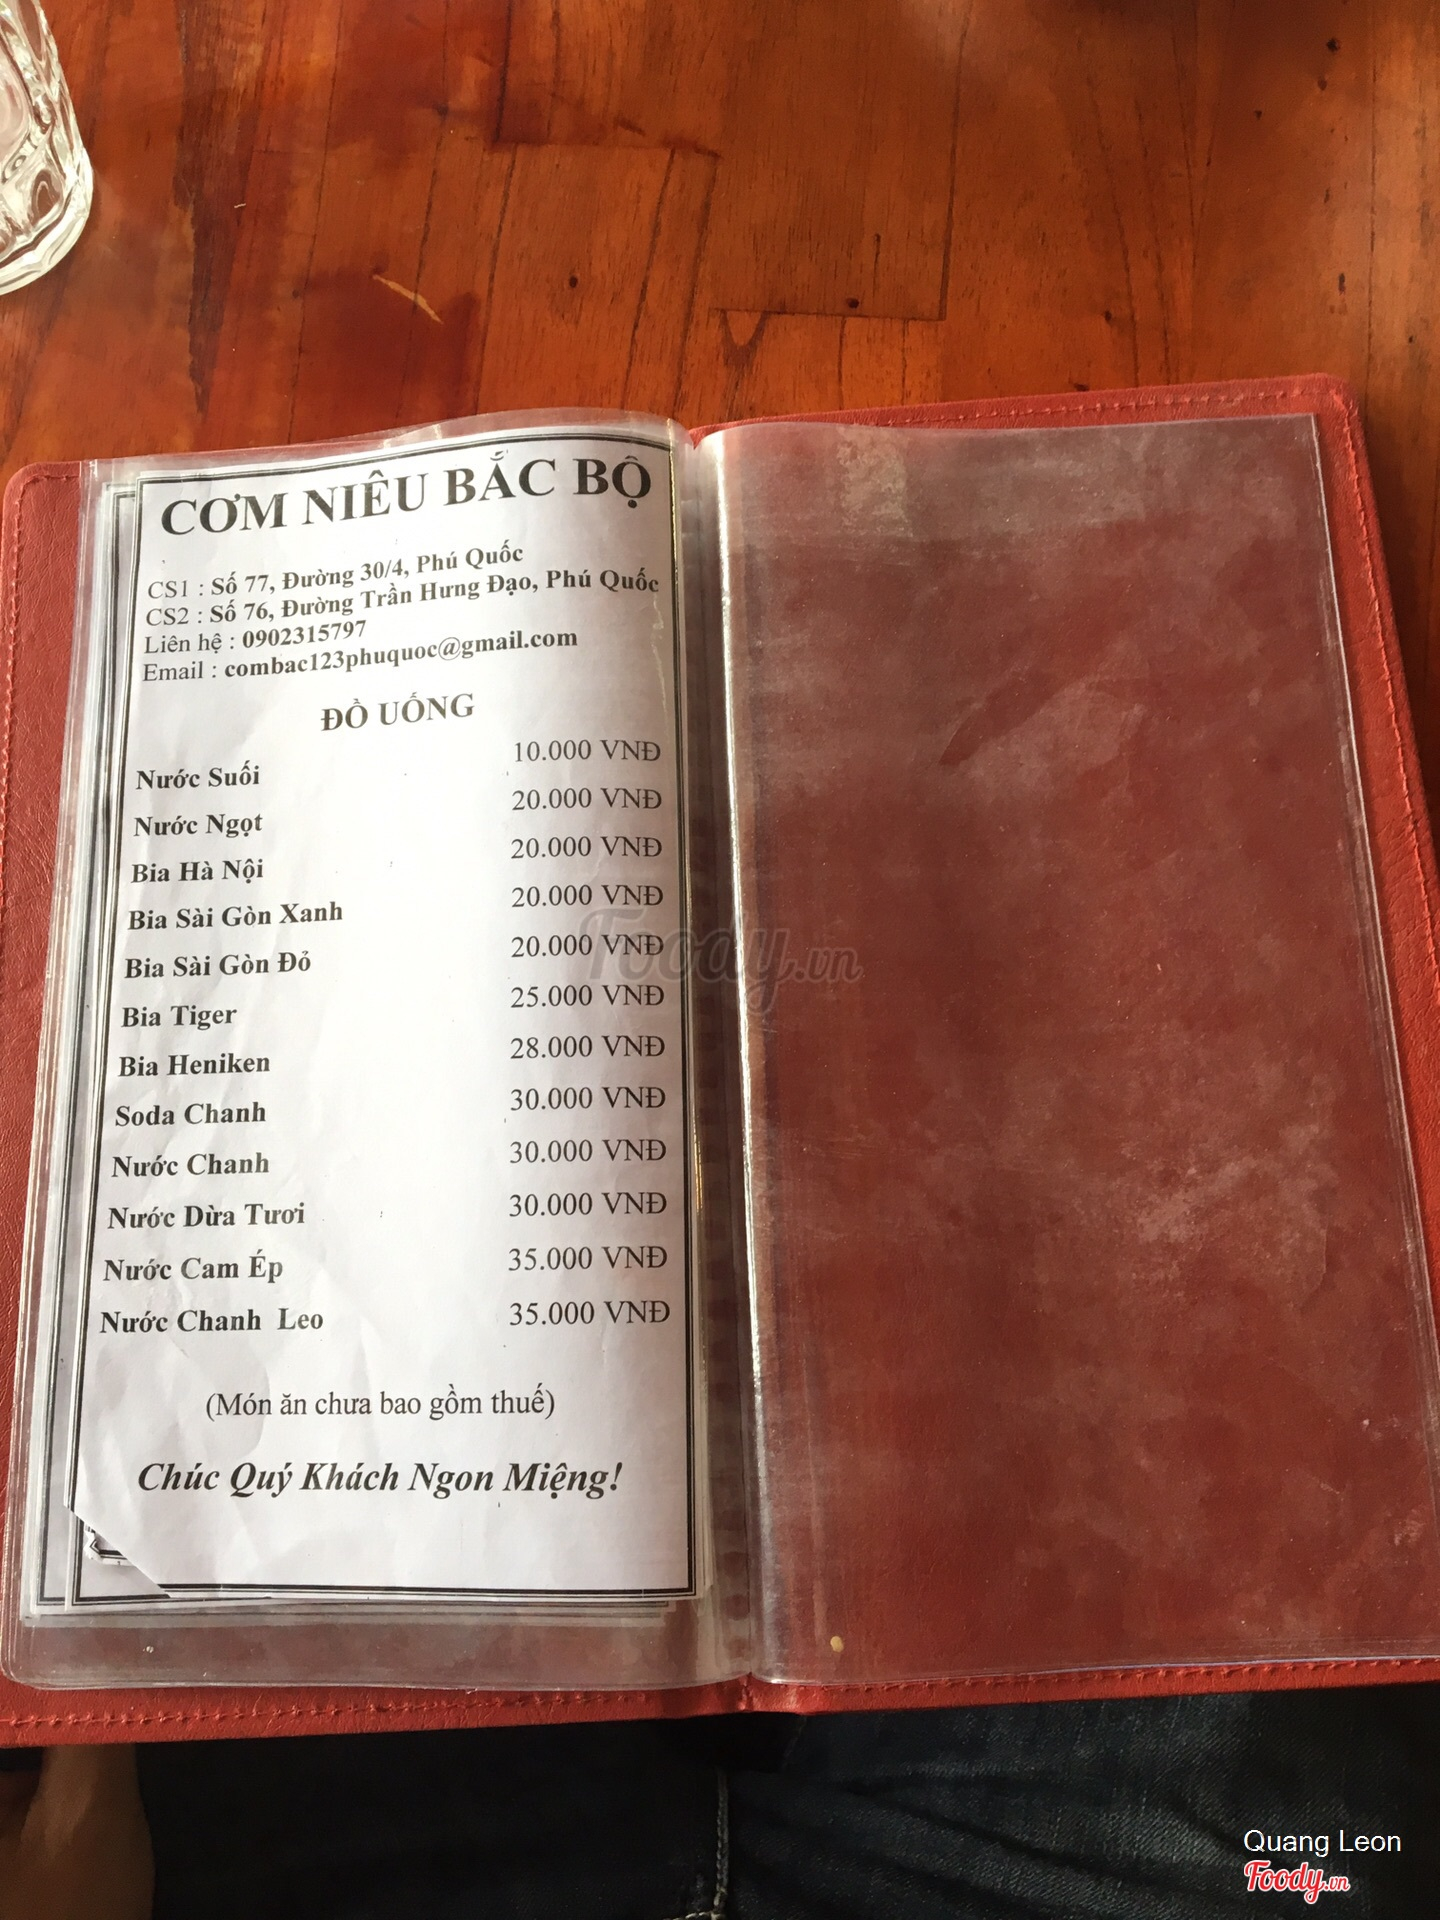 CƠM NIÊU BẮC BỘ
CS1 : Số 77, Đường 30/4, Phú Quốc
CS2 : Số 76, Đường Trần Hưng Đạo, Phú Quốc
Liên hệ : 0902315797
Email : combac123phuquoc@gmail.com
ĐỒ UỐNG
Nước Suối 10.000 VNĐ
Nước Ngọt 20.000 VNĐ
Bia Hà Nội 20.000 VNĐ
Bia Sài Gòn Xanh 20.000 VNĐ
Bia Sài Gòn Đỏ 20.000 VNĐ
Bia Tiger 25.000 VNĐ
Bia Heniken 28.000 VNĐ
Soda Chanh 30.000 VNĐ
Nước Chanh 30.000 VNĐ
Nước Dừa Tươi 30.000 VNĐ
Nước Cam Ép 35.000 VNĐ
Nước Chanh Leo 35.000 VNĐ
(Món ăn chưa bao gồm thuế)
Chúc Quý Khách Ngon Miệng!
Foody.vn
Quang Leon
Foody.vn